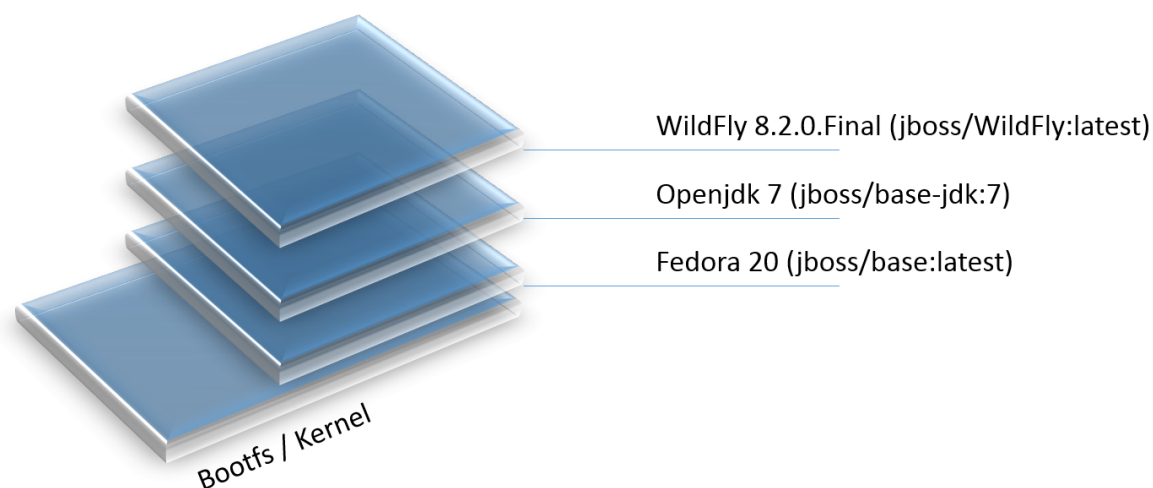 WildFly 8.2.0.Final (jboss/WildFly:latest)
Openjdk 7 (jboss/base-jdk:7)
Fedora 20 (jboss/base:latest)
Bootfs / Kernel